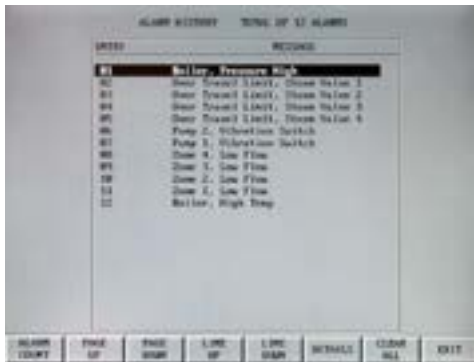 ALARM HISTORY TOTAL OF 12 ALARMS
MESSAGE
01 Boiler, Pressure High
02 Over Travel Limit, Steam Valve 1
03 Over Travel Limit, Steam Valve 2
04 Over Travel Limit, Steam Valve 3
05 Over Travel Limit, Steam Valve 4
06 Pump 2, Vibration Switch
07 Pump 1, Vibration Switch
08 Zone 4, Low Flow
09 Zone 3, Low Flow
10 Zone 2, Low Flow
11 Zone 1, Low Flow
12 Boiler, High Temp
ALARM COUNT
PAGE UP
PAGE DOWN
LINE UP
LINE DOWN
DETAILS
CLEAR ALL
EXIT